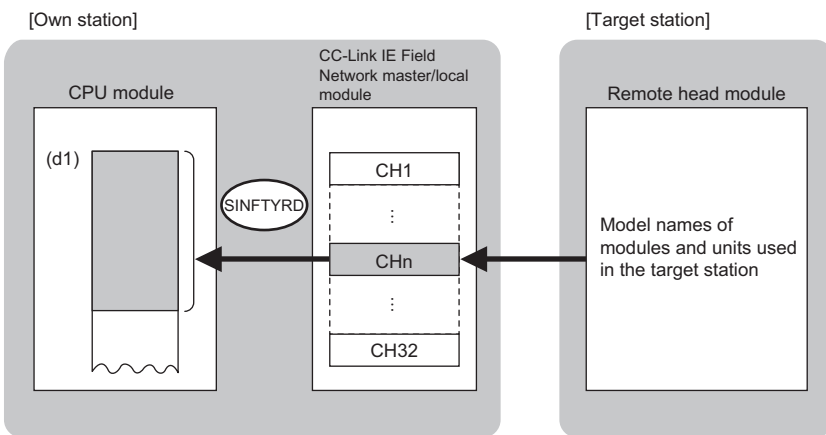 [Own station]
[Target station]
CC-Link IE Field
Network master/local
module
CPU module
Remote head module
(d1)
SINFTYRD
CH1
⋮
CHn
⋮
CH32
Model names of
modules and units used
in the target station